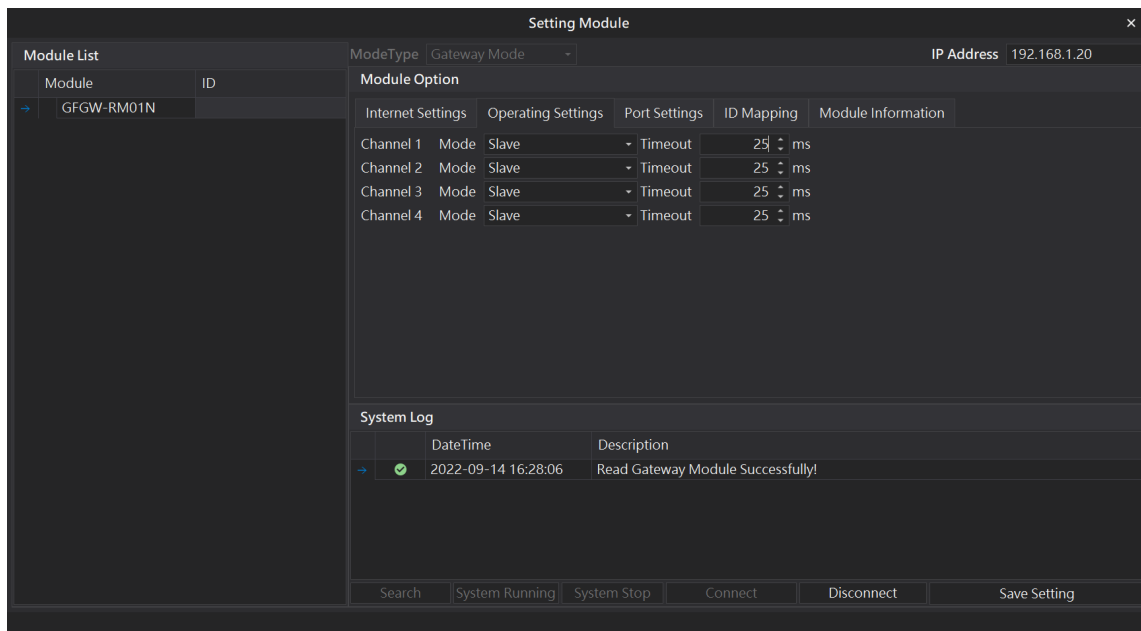 Setting Module ×
Module List
ModeType Gateway Mode IP Address 192.168.1.20
Module ID
Module Option
GFGW-RM01N
Internet Settings Operating Settings Port Settings ID Mapping Module Information
Channel 1 Mode Slave Timeout 25 ms
Channel 2 Mode Slave Timeout 25 ms
Channel 3 Mode Slave Timeout 25 ms
Channel 4 Mode Slave Timeout 25 ms
System Log
DateTime Description
2022-09-14 16:28:06 Read Gateway Module Successfully!
Search System Running System Stop Connect Disconnect Save Setting